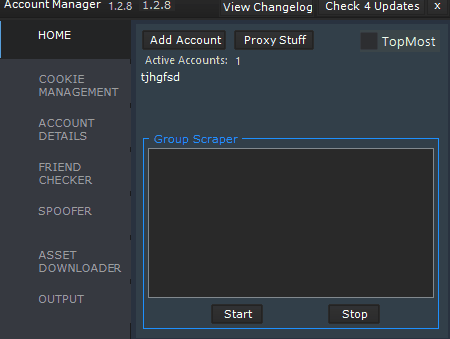 Account Manager 1.2.8 1.2.8 View Changelog Check 4 Updates x
HOME
Add Account Proxy Stuff TopMost
Active Accounts: 1
tjhgfsd
COOKIE
MANAGEMENT
ACCOUNT
DETAILS
FRIEND
CHECKER
SPOOFER
ASSET
DOWNLOADER
OUTPUT
Group Scraper
Start Stop